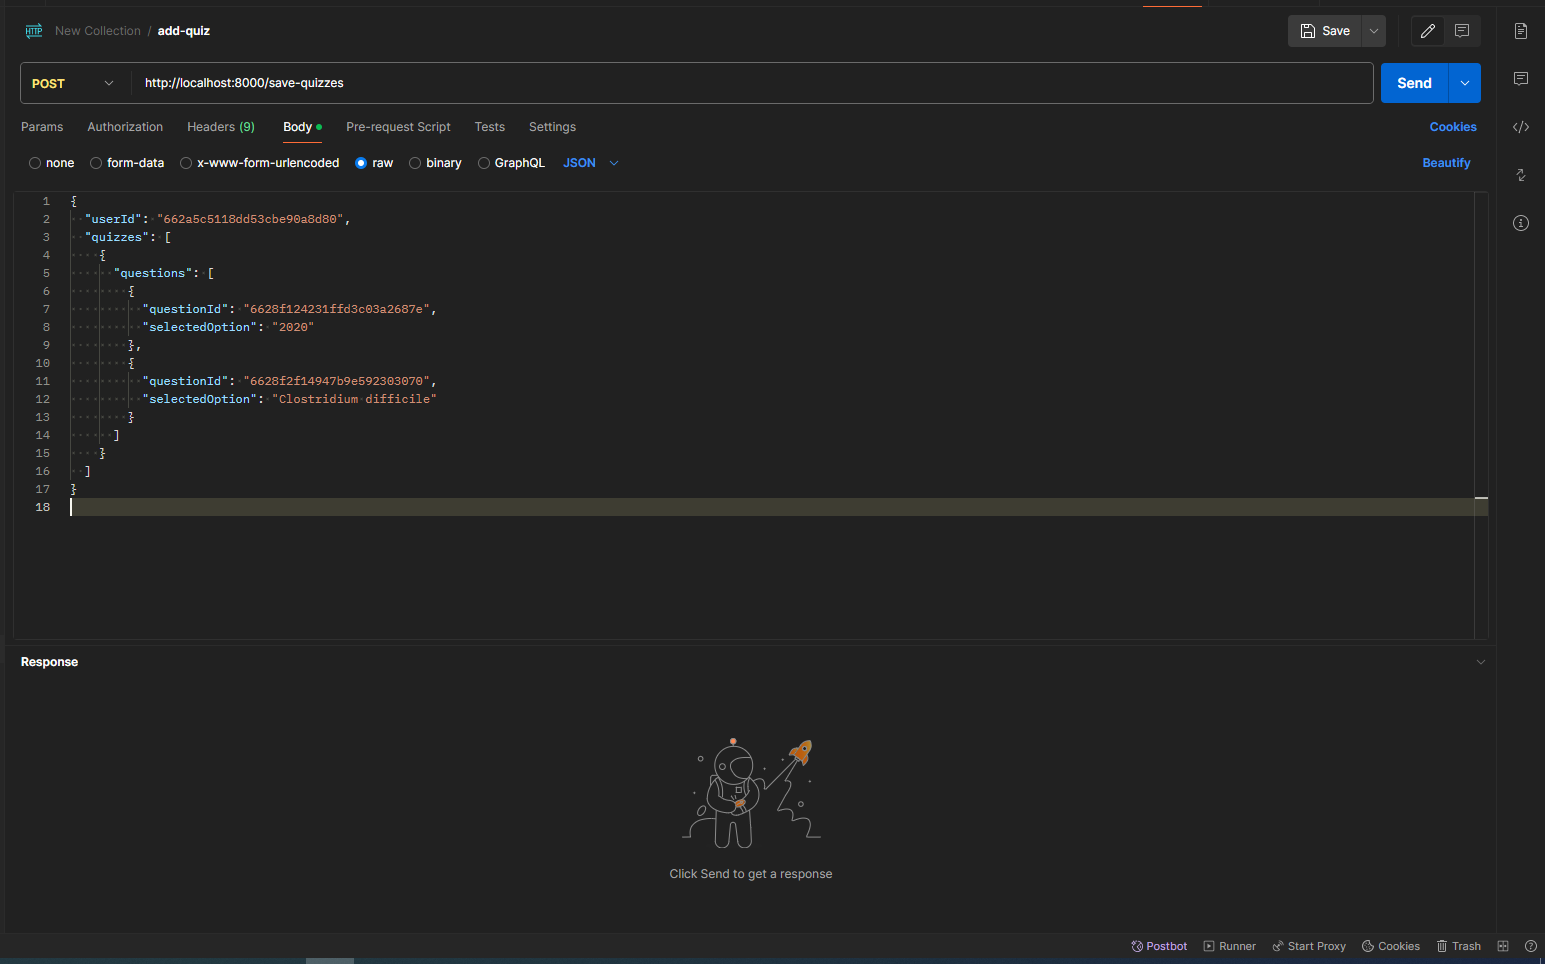 HTTP New Collection / add-quiz Save
POST http://localhost:8000/save-quizzes Send
Params Authorization Headers (9) Body Pre-request Script Tests Settings Cookies
none form-data x-www-form-urlencoded raw binary GraphQL JSON Beautify
1 {
2 "userId": "662a5c5118dd53cbe90a8d80",
3 "quizzes": [
4 {
5 "questions": [
6 {
7 "questionId": "6628f124231ffd3c03a2687e",
8 "selectedOption": "2020"
9 },
10 {
11 "questionId": "6628f2f14947b9e592303070",
12 "selectedOption": "Clostridium difficile"
13 }
14 ]
15 }
16 ]
17 }
18
Response
Click Send to get a response
Postbot Runner Start Proxy Cookies Trash